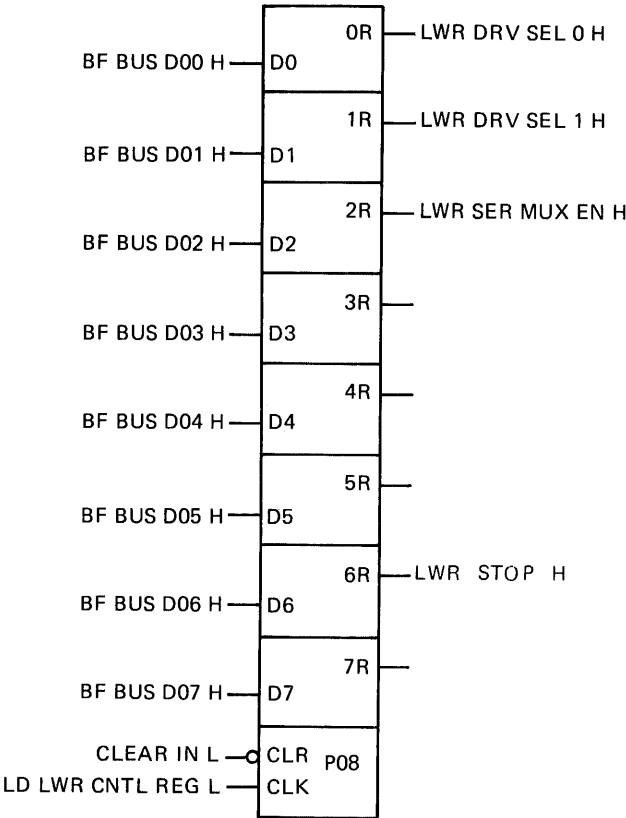 0R LWR DRV SEL 0 H
BF BUS D00 H D0
1R LWR DRV SEL 1 H
BF BUS D01 H D1
2R LWR SER MUX EN H
BF BUS D02 H D2
3R
BF BUS D03 H D3
4R
BF BUS D04 H D4
5R
BF BUS D05 H D5
6R LWR STOP H
BF BUS D06 H D6
7R
BF BUS D07 H D7
CLEAR IN L CLR P08
LD LWR CNTL REG L CLK